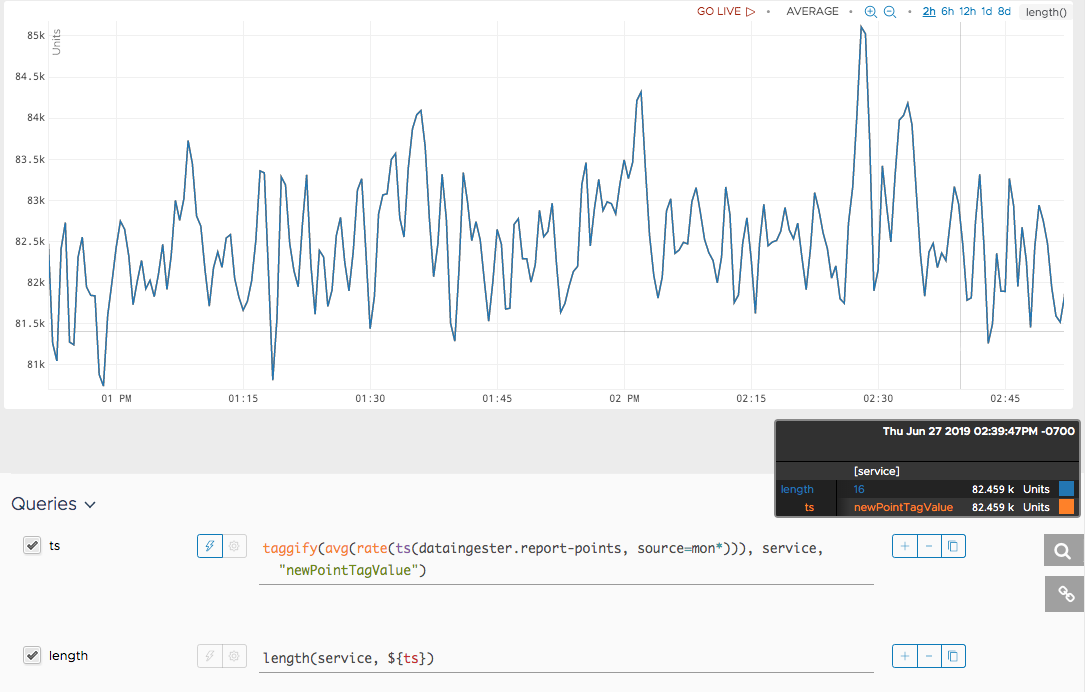 GO LIVE ▷ • AVERAGE • • 2h 6h 12h 1d 8d length()
Units
85k
84.5k
84k
83.5k
83k
82.5k
82k
81.5k
81k
01 PM 01:15 01:30 01:45 02 PM 02:15 02:30 02:45
Thu Jun 27 2019 02:39:47PM -0700
[service]
length 16 82.459 k Units
ts newPointTagValue 82.459 k Units
Queries
ts
taggify(avg(rate(ts(dataingester.report-points, source=mon*))), service,
"newPointTagValue")
+ -
length
length(service, ${ts})
+ -